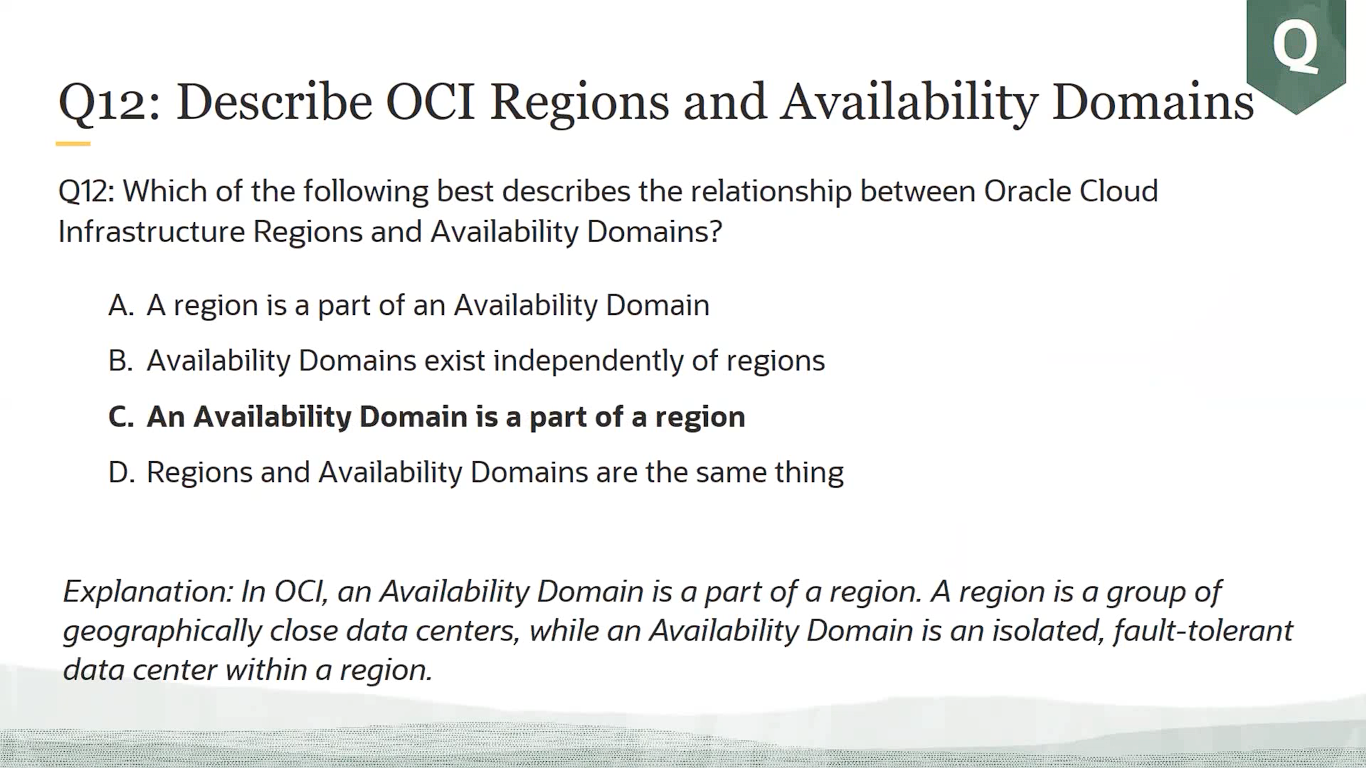 Q
Q12: Describe OCI Regions and Availability Domains
Q12: Which of the following best describes the relationship between Oracle Cloud
Infrastructure Regions and Availability Domains?
A. A region is a part of an Availability Domain
B. Availability Domains exist independently of regions
C. An Availability Domain is a part of a region
D. Regions and Availability Domains are the same thing
Explanation: In OCI, an Availability Domain is a part of a region. A region is a group of
geographically close data centers, while an Availability Domain is an isolated, fault-tolerant
data center within a region.